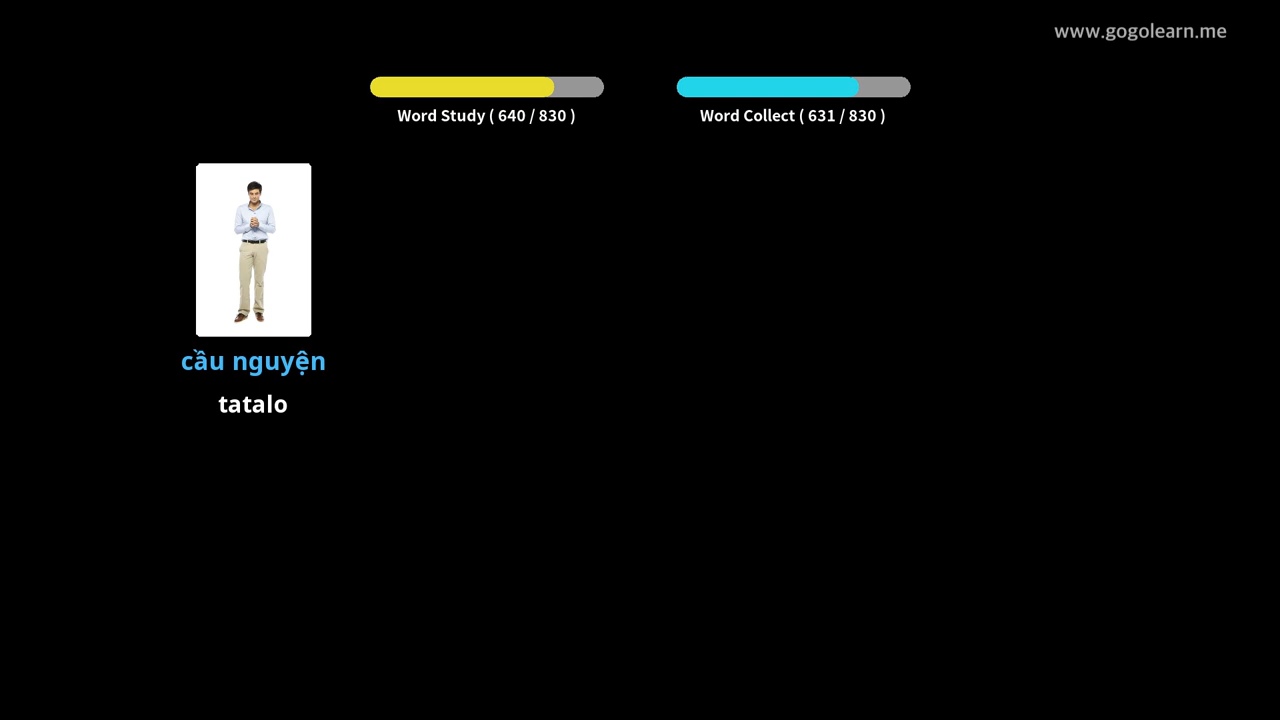 www.gogolearn.me
Word Study ( 640 / 830 )
Word Collect ( 631 / 830 )
cầu nguyện
tatalo